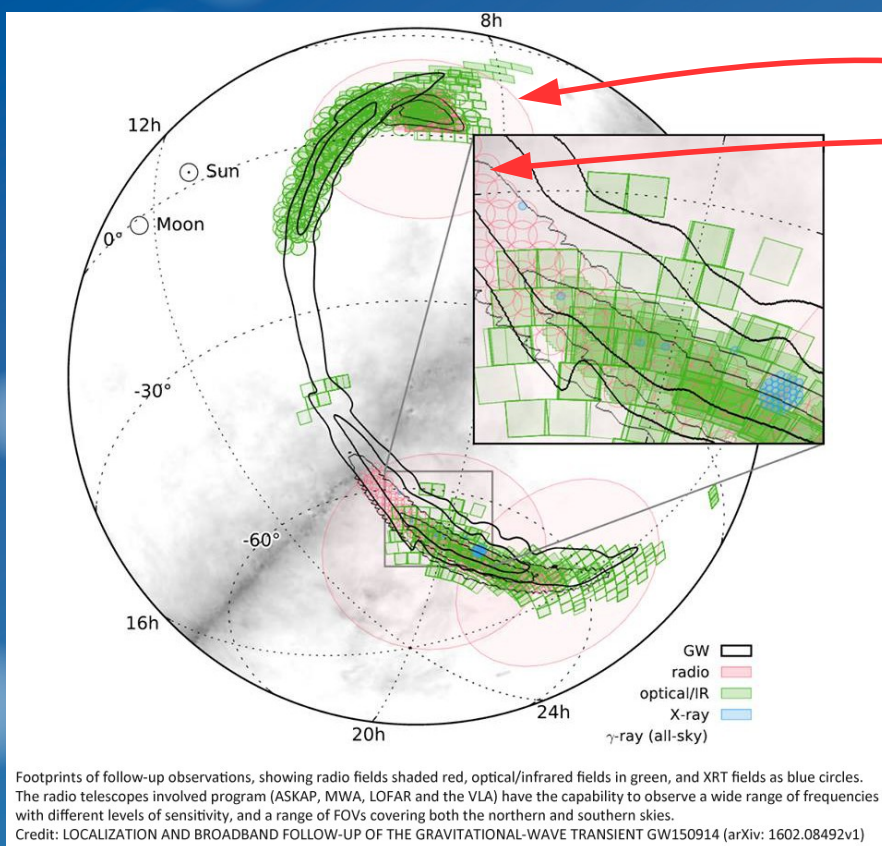 8h
12h
Sun
Moon
0°
-30°
-60°
16h
20h
24h
GW
radio
optical/IR
X-ray
γ-ray (all-sky)
Footprints of follow-up observations, showing radio fields shaded red, optical/infrared fields in green, and XRT fields as blue circles.
The radio telescopes involved program (ASKAP, MWA, LOFAR and the VLA) have the capability to observe a wide range of frequencies
with different levels of sensitivity, and a range of FOVs covering both the northern and southern skies.
Credit: LOCALIZATION AND BROADBAND FOLLOW-UP OF THE GRAVITATIONAL-WAVE TRANSIENT GW150914 (arXiv: 1602.08492v1)